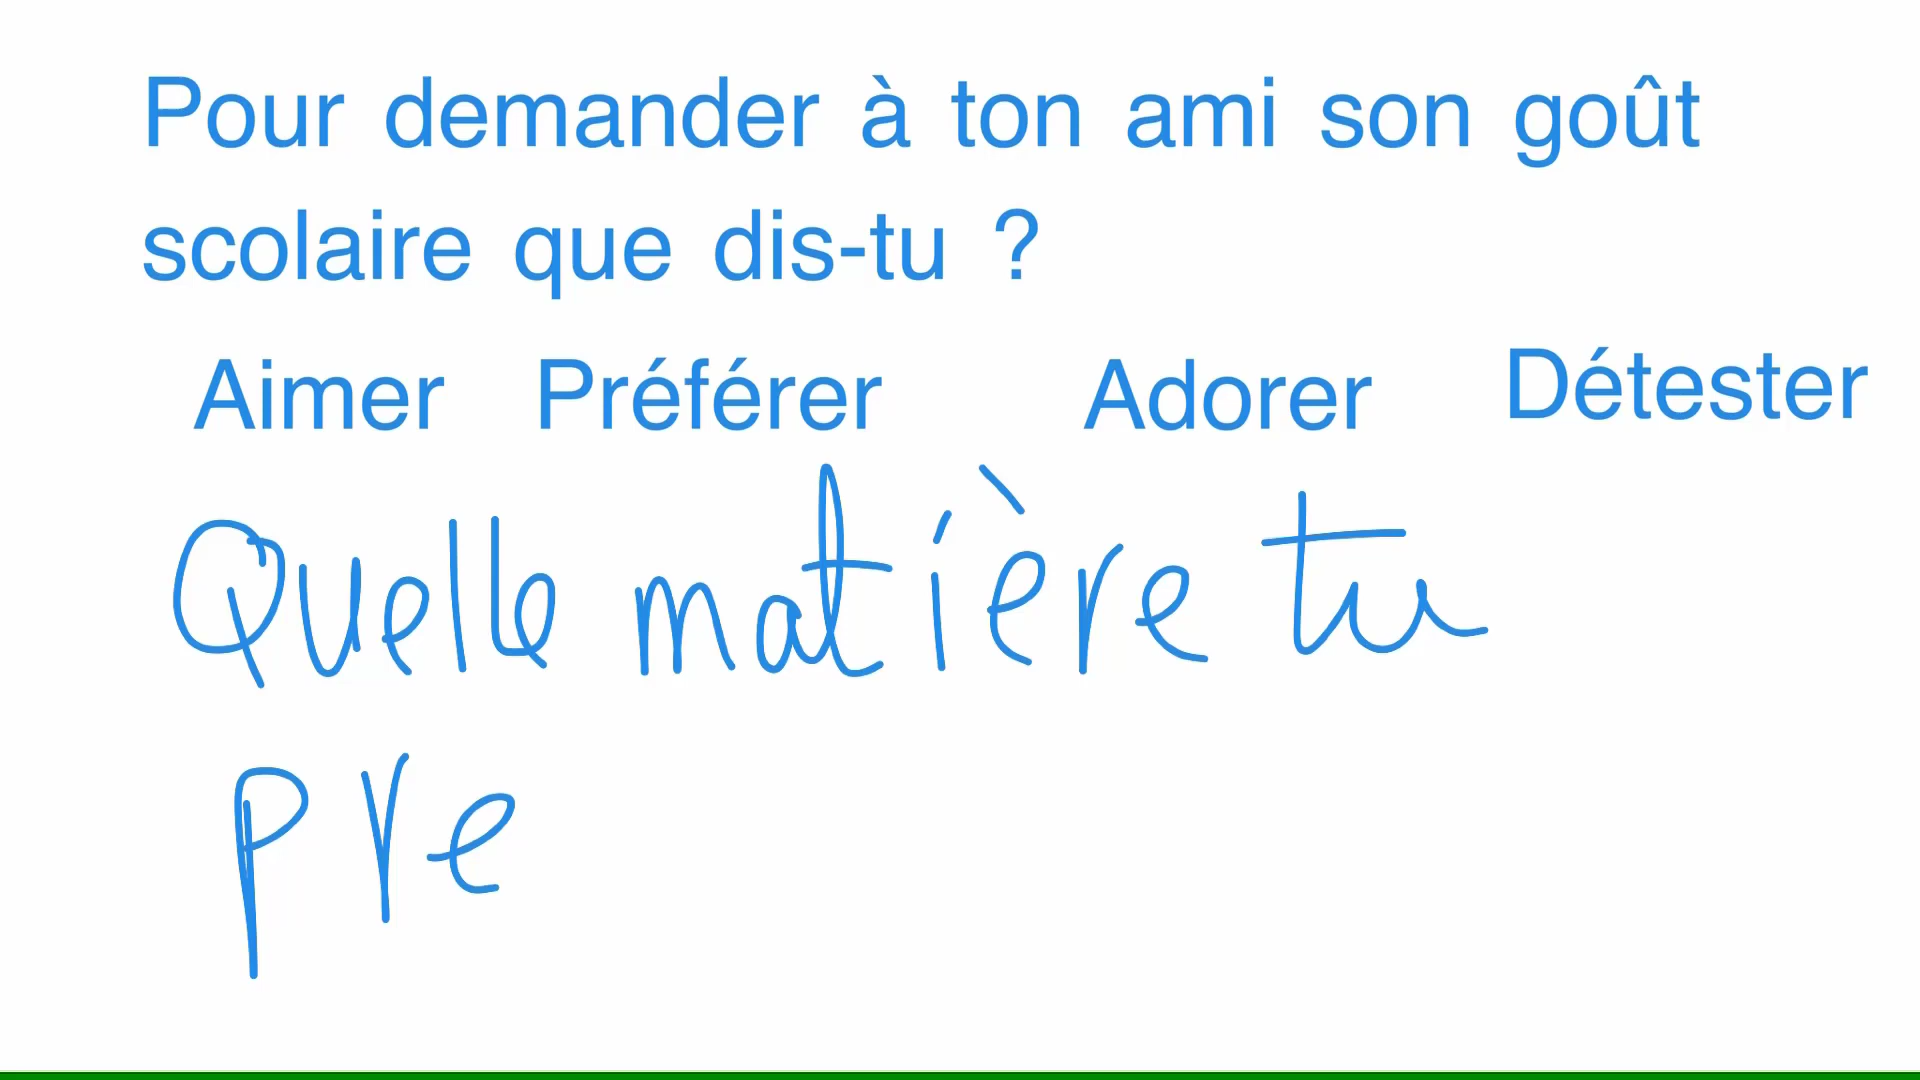 Pour demander à ton ami son goût
scolaire que dis-tu ?
Aimer Préférer Adorer Détester
Quelle matière tu
pre